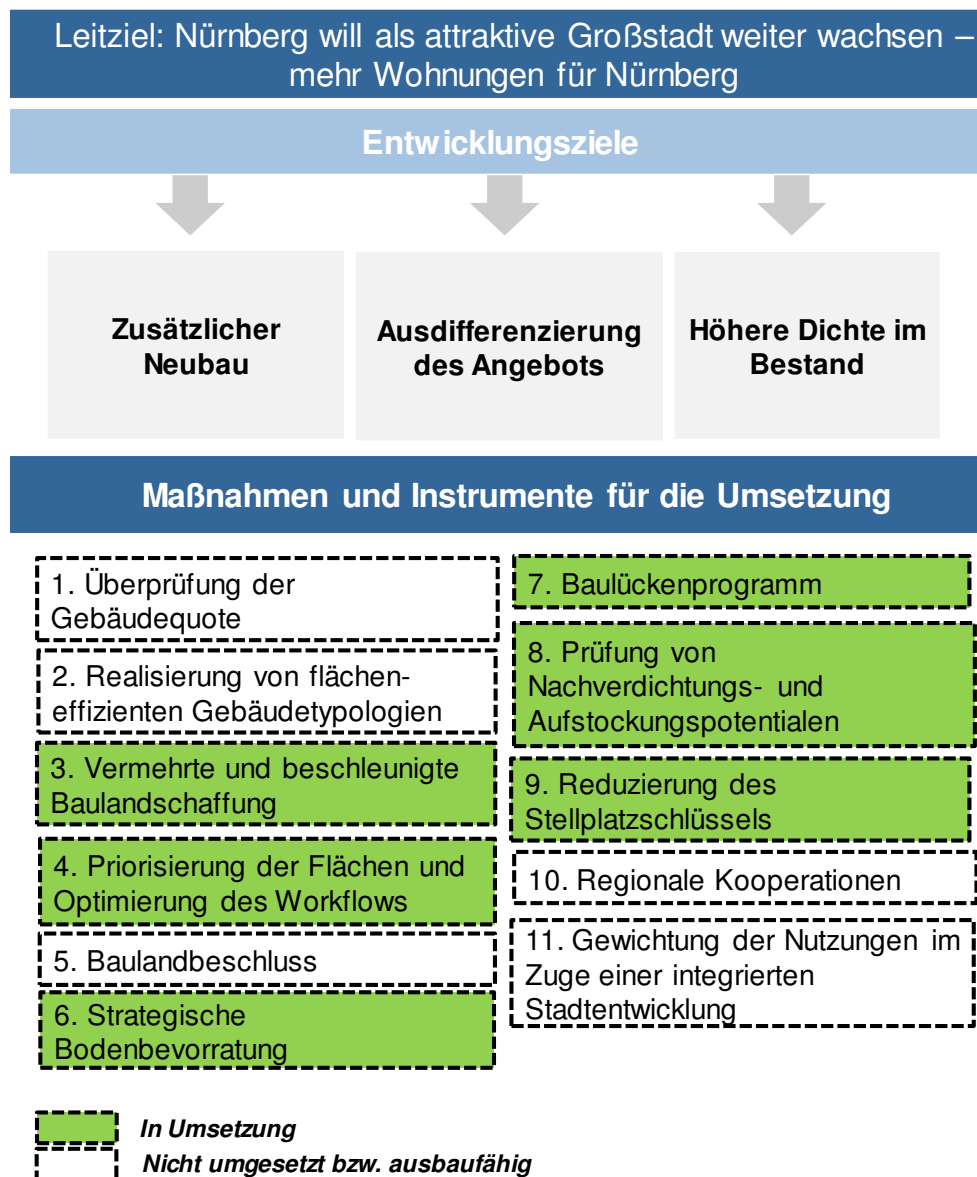 Leitziel: Nürnberg will als attraktive Großstadt weiter wachsen –
mehr Wohnungen für Nürnberg
Entwicklungsziele
Zusätzlicher
Neubau
Ausdifferenzierung
des Angebots
Höhere Dichte im
Bestand
Maßnahmen und Instrumente für die Umsetzung
1. Überprüfung der
Gebäudequote
2. Realisierung von flächen-
effizienten Gebäudetypologien
3. Vermehrte und beschleunigte
Baulandschaffung
4. Priorisierung der Flächen und
Optimierung des Workflows
5. Baulandbeschluss
6. Strategische
Bodenbevorratung
7. Baulückenprogramm
8. Prüfung von
Nachverdichtungs- und
Aufstockungspotentialen
9. Reduzierung des
Stellplatzschlüssels
10. Regionale Kooperationen
11. Gewichtung der Nutzungen im
Zuge einer integrierten
Stadtentwicklung
In Umsetzung
Nicht umgesetzt bzw. ausbaufähig